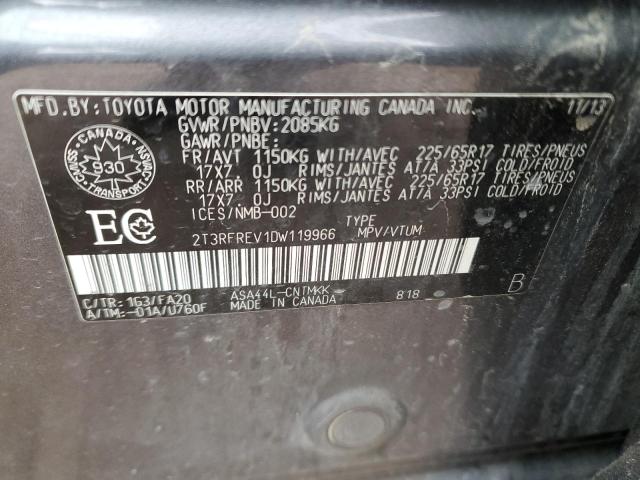 MFD. BY: TOYOTA MOTOR MANUFACTURING CANADA INC. 11/13
GVWR/PNBV: 2085KG
GAWR/PNBE:
FR/AVT 1150KG WITH/AVEC 225/65R17 TIRES/PNEUS
17X7.0J RIMS/JANTES AT/A 33PSI COLD/FROID
RR/ARR 1150KG WITH/AVEC 225/65R17 TIRES/PNEUS
17X7.0J RIMS/JANTES AT/A 33PSI COLD/FROID
ICES/NMB-002
CANADA
930
TRANSPORT
CMVSS
NSVAC
EC
TYPE
2T3RFREV1DW119966 MPV/VTUM
C/TR: 1G3/FA20 ASA44L-CNTMKK 818 B
A/TM: -01A/U760F MADE IN CANADA